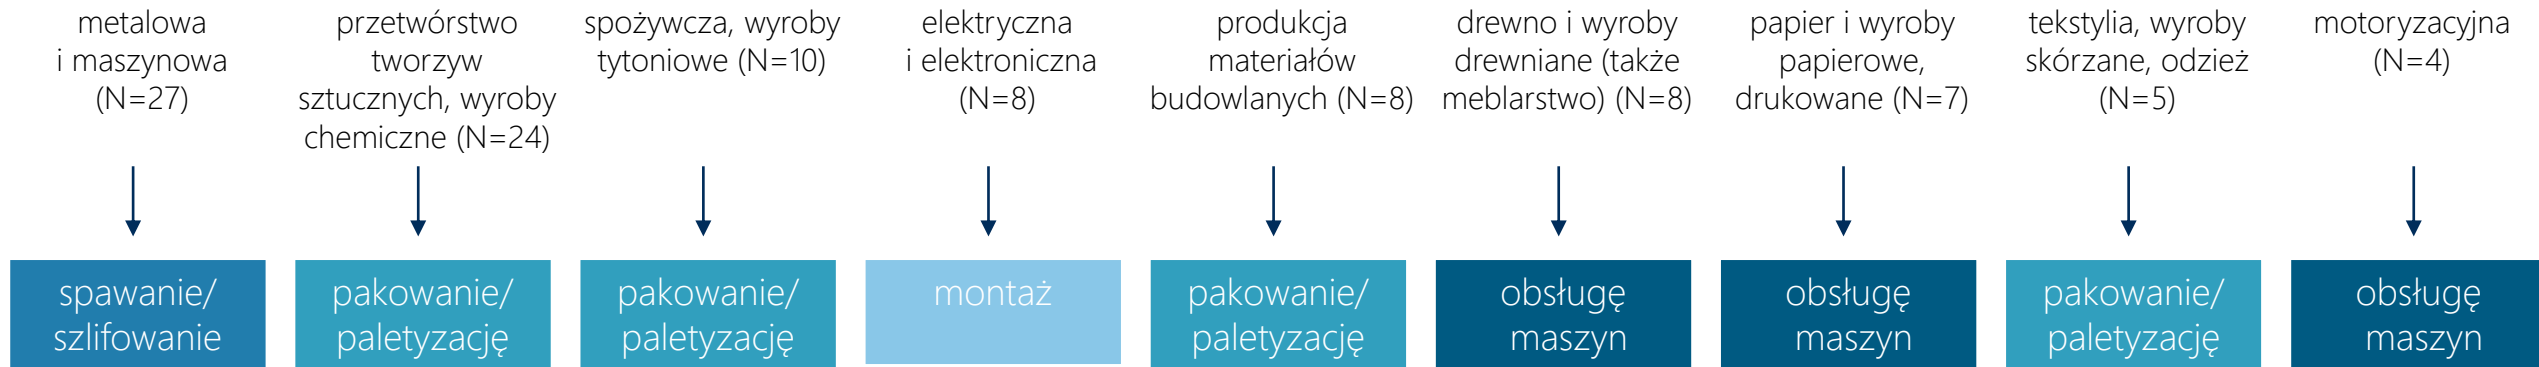 metalowa
i maszynowa
(N=27)
przetwórstwo
tworzyw
sztucznych, wyroby
chemiczne (N=24)
spożywcza, wyroby
tytoniowe (N=10)
elektryczna
i elektroniczna
(N=8)
produkcja
materiałów
budowlanych (N=8)
drewno i wyroby
drewniane (także
meblarstwo) (N=8)
papier i wyroby
papierowe,
drukowane (N=7)
tekstylia, wyroby
skórzane, odzież
(N=5)
motoryzacyjna
(N=4)
spawanie/
szlifowanie
pakowanie/
paletyzację
pakowanie/
paletyzację
montaż
pakowanie/
paletyzację
obsługę
maszyn
obsługę
maszyn
pakowanie/
paletyzację
obsługę
maszyn